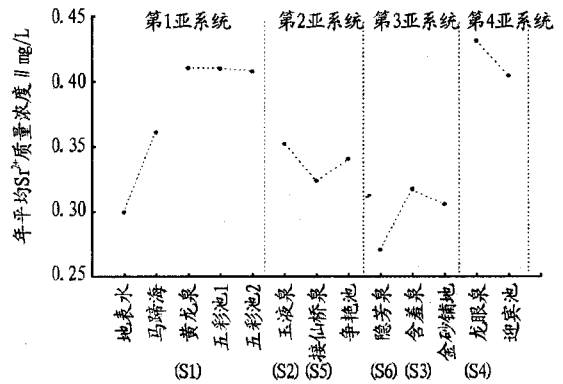 年平均Sr²⁺质量浓度‖mg/L
0.45
0.40
0.35
0.30
0.25
第1亚系统
第2亚系统
第3亚系统
第4亚系统
地表水
马蹄海
黄龙泉
五彩池1
五彩池2
玉液泉
接仙桥泉
争艳池
隐芳泉
含羞泉
金砂铺地
龙眼泉
迎宾池
(S1)
(S2)
(S5)
(S6)
(S3)
(S4)